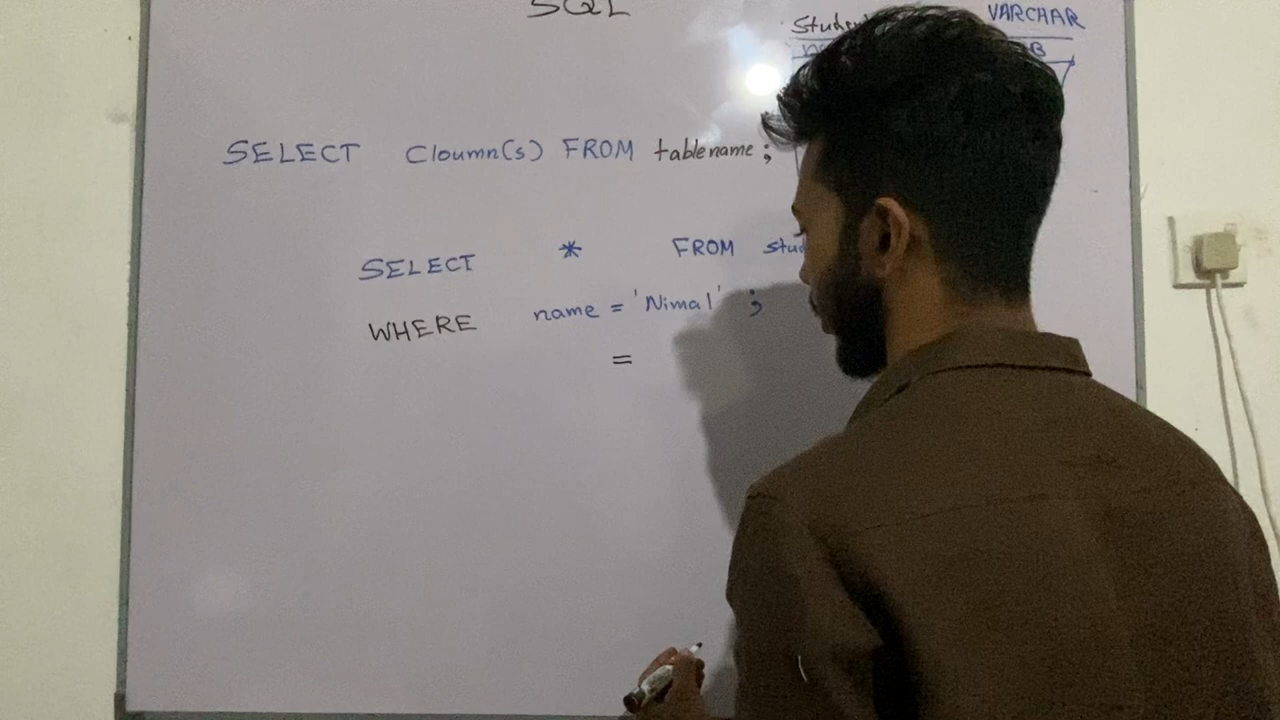 SQL
VARCHAR
SELECT Cloumn(s) FROM tablename ;
SELECT * FROM
WHERE name = 'Nimal' ;
=